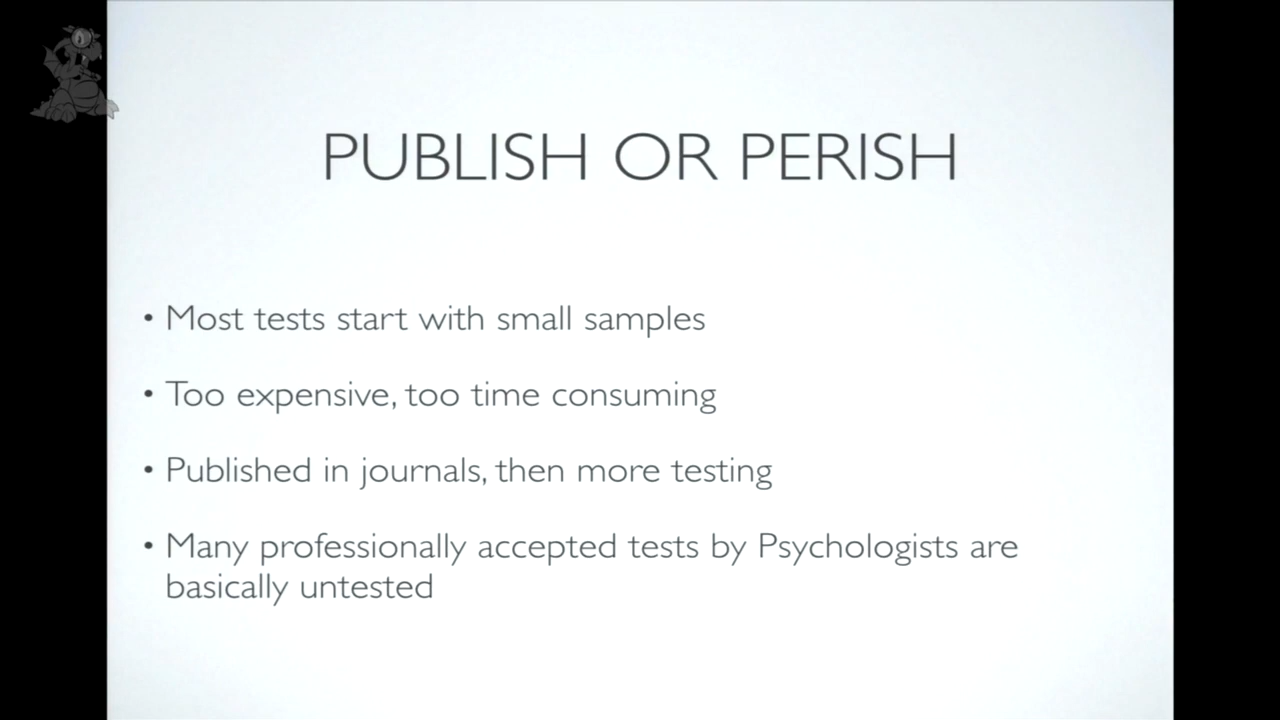 PUBLISH OR PERISH
• Most tests start with small samples
• Too expensive, too time consuming
• Published in journals, then more testing
• Many professionally accepted tests by Psychologists are
basically untested